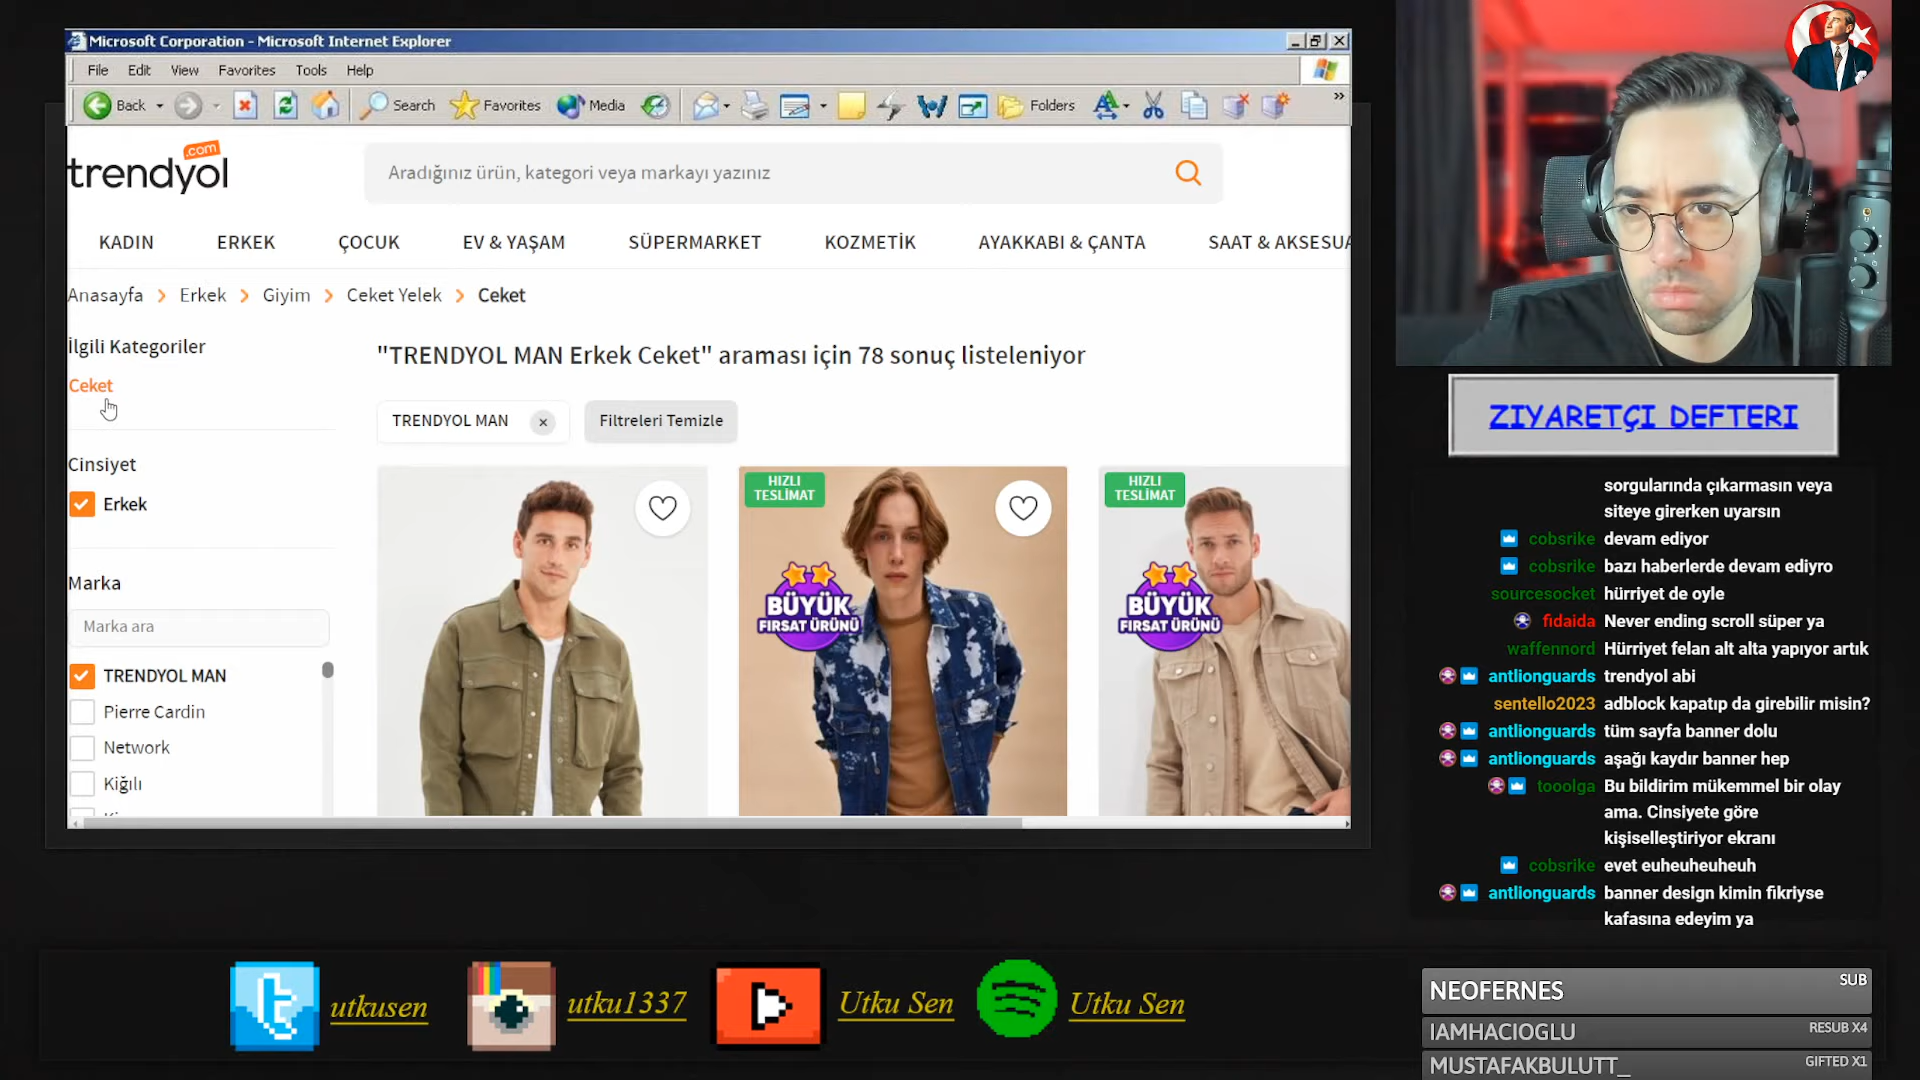 Microsoft Corporation - Microsoft Internet Explorer
File Edit View Favorites Tools Help
Back Search Favorites Media Folders »
trendyol .com
Aradığınız ürün, kategori veya markayı yazınız
KADIN ERKEK ÇOCUK EV & YAŞAM SÜPERMARKET KOZMETİK AYAKKABI & ÇANTA SAAT & AKSESUA
Anasayfa > Erkek > Giyim > Ceket Yelek > Ceket
İlgili Kategoriler
Ceket
Cinsiyet
Erkek
Marka
Marka ara
TRENDYOL MAN
Pierre Cardin
Network
Kiğılı
"TRENDYOL MAN Erkek Ceket" araması için 78 sonuç listeleniyor
TRENDYOL MAN × Filtreleri Temizle
HIZLI
TESLİMAT
BÜYÜK
FIRSAT ÜRÜNÜ
HIZLI
TESLİMAT
BÜYÜK
FIRSAT ÜRÜNÜ
ZIYARETÇI DEFTERI
sorgularında çıkarmasın veya
siteye girerken uyarsın
cobsrike devam ediyor
cobsrike bazı haberlerde devam ediyro
sourcesocket hürriyet de oyle
fidaida Never ending scroll süper ya
waffennord Hürriyet felan alt alta yapıyor artık
antlionguards trendyol abi
sentello2023 adblock kapatıp da girebilir misin?
antlionguards tüm sayfa banner dolu
antlionguards aşağı kaydır banner hep
tooolga Bu bildirim mükemmel bir olay
ama. Cinsiyete göre
kişiselleştiriyor ekranı
cobsrike evet euheuheuheuh
antlionguards banner design kimin fikriyse
kafasına edeyim ya
utkusen utku1337 Utku Sen Utku Sen
NEOFERNES SUB
IAMHACIOGLU RESUB X4
MUSTAFAKBULUTT_ GIFTED X1